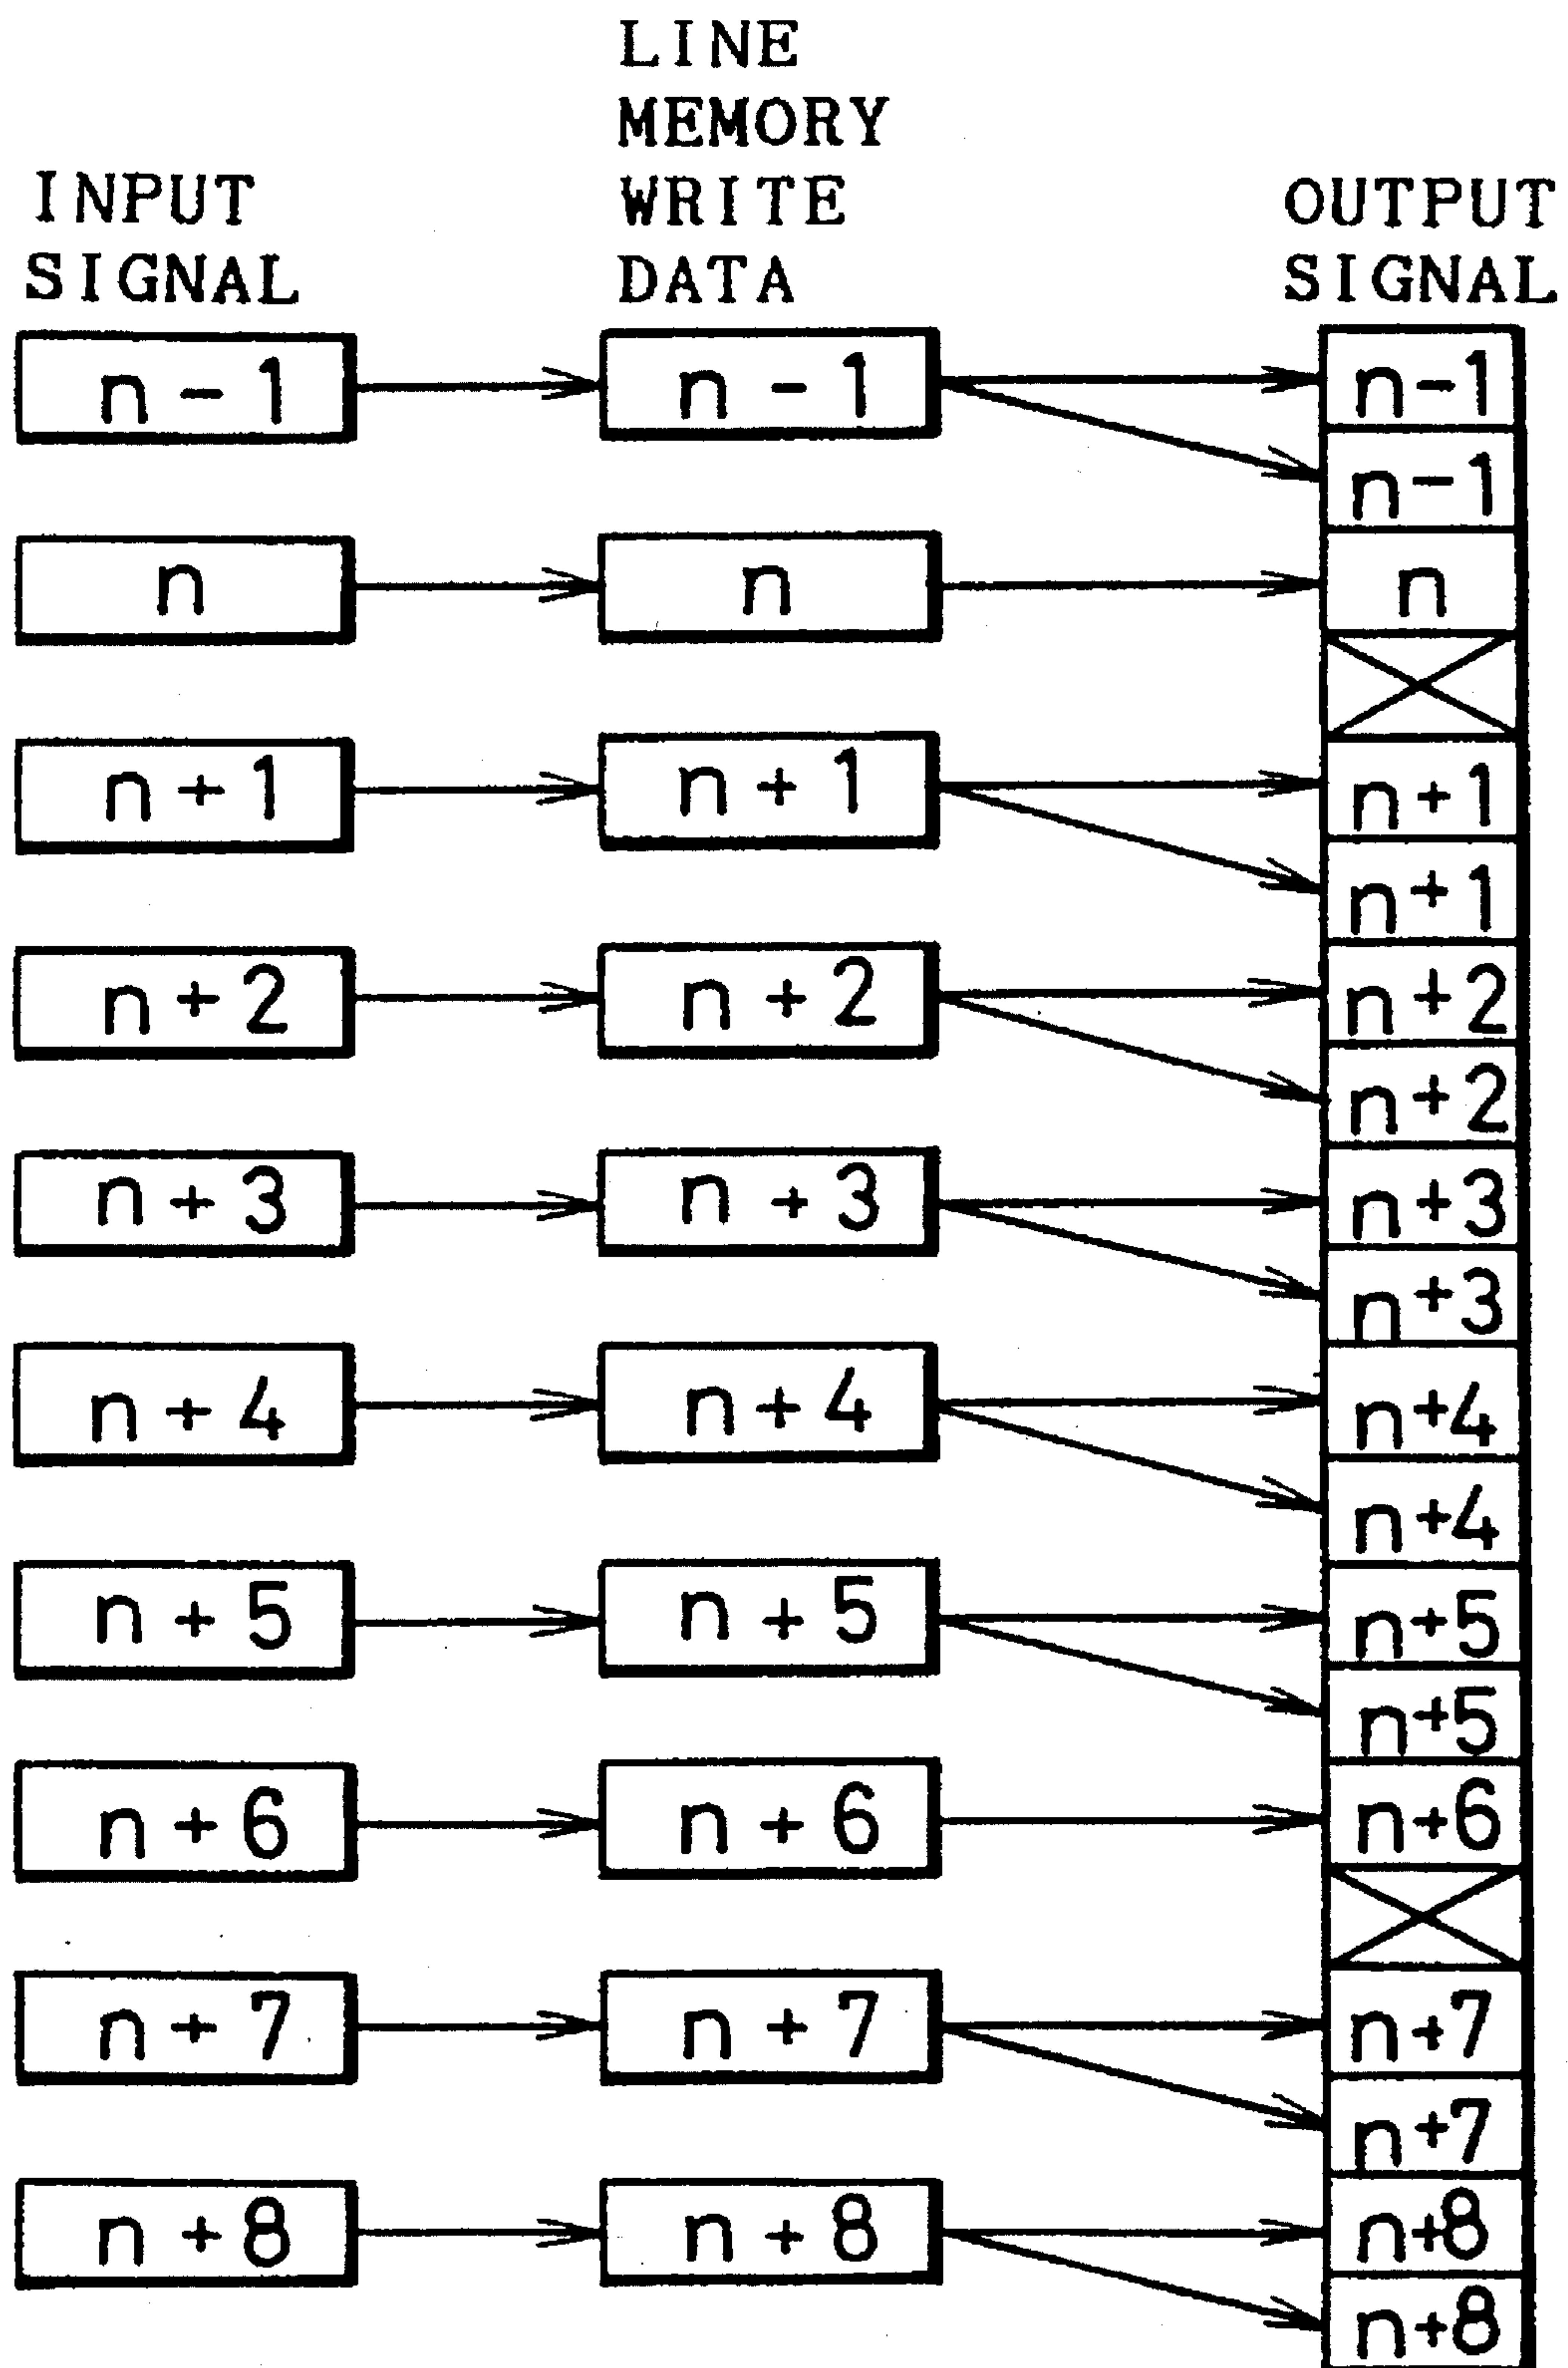 LINE
MEMORY
WRITE
DATA
INPUT
SIGNAL
OUTPUT
SIGNAL
n-1 n-1 n-1
n-1
n n n
n+1 n+1 n+1
n+1
n+2 n+2 n+2
n+2
n+3 n+3 n+3
n+3
n+4 n+4 n+4
n+4
n+5 n+5 n+5
n+5
n+6 n+6 n+6
n+7 n+7 n+7
n+7
n+8 n+8 n+8
n+8